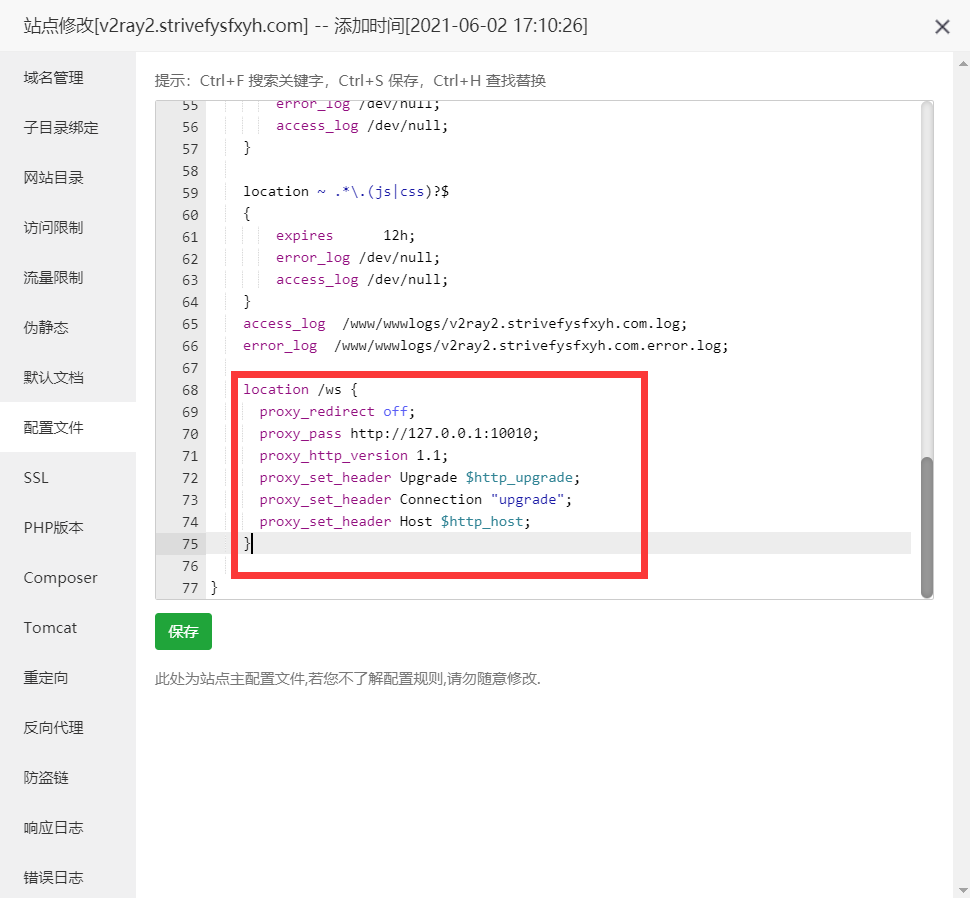 站点修改[v2ray2.strivefysfxyh.com] -- 添加时间[2021-06-02 17:10:26]
域名管理
子目录绑定
网站目录
访问限制
流量限制
伪静态
默认文档
配置文件
SSL
PHP版本
Composer
Tomcat
重定向
反向代理
防盗链
响应日志
错误日志
提示：Ctrl+F 搜索关键字，Ctrl+S 保存，Ctrl+H 查找替换
55 error_log /dev/null;
56 access_log /dev/null;
57 }
58
59 location ~ .*\.(js|css)?$
60 {
61 expires      12h;
62 error_log /dev/null;
63 access_log /dev/null;
64 }
65 access_log  /www/wwwlogs/v2ray2.strivefysfxyh.com.log;
66 error_log  /www/wwwlogs/v2ray2.strivefysfxyh.com.error.log;
67
68 location /ws {
69 proxy_redirect off;
70 proxy_pass http://127.0.0.1:10010;
71 proxy_http_version 1.1;
72 proxy_set_header Upgrade $http_upgrade;
73 proxy_set_header Connection "upgrade";
74 proxy_set_header Host $http_host;
75 }
76
77 }
保存
此处为站点主配置文件,若您不了解配置规则,请勿随意修改.